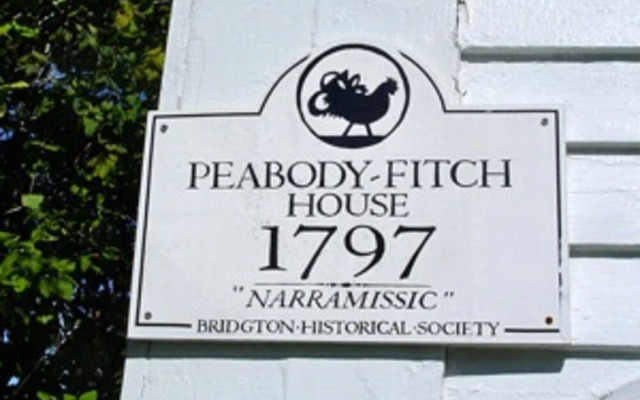 PEABODY-FITCH
HOUSE
1797
"NARRAMISSIC"
BRIDGTON·HISTORICAL·SOCIETY